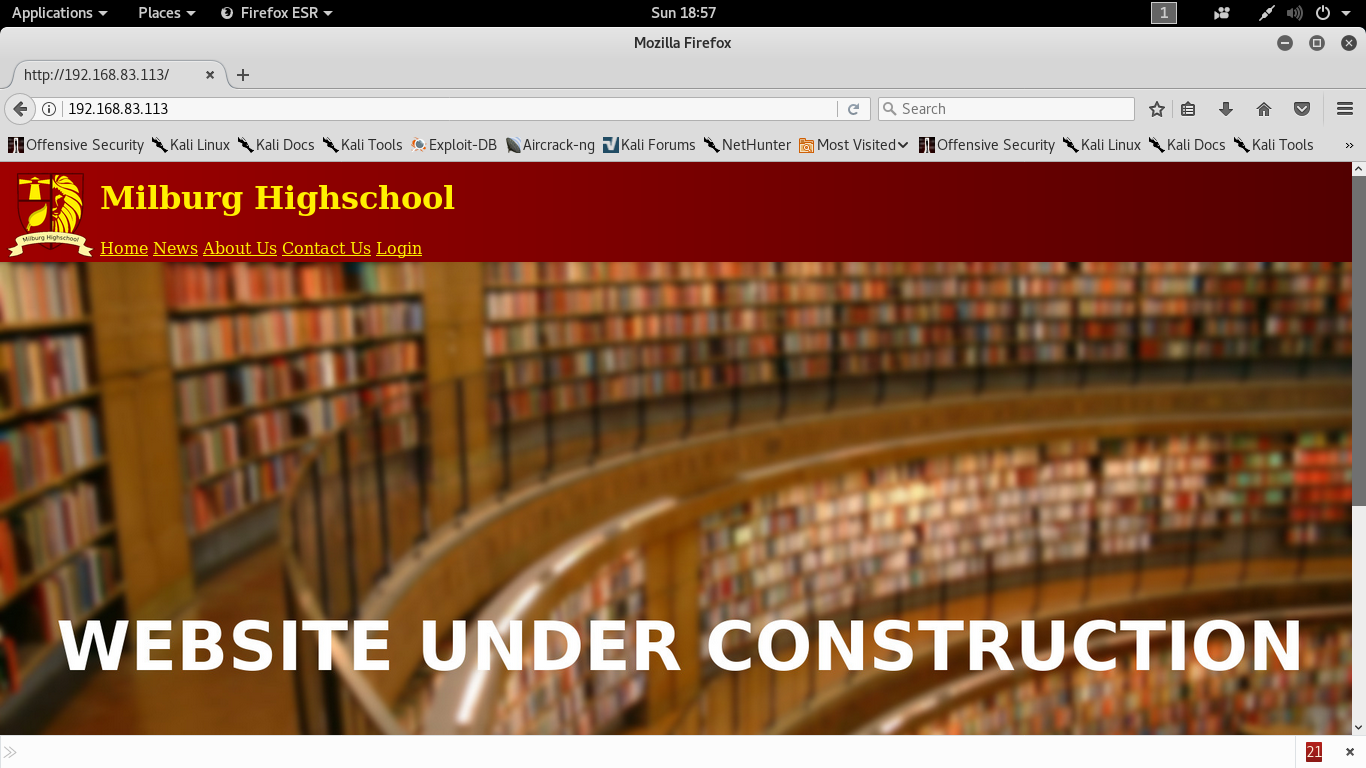 Applications Places Firefox ESR Sun 18:57 1
Mozilla Firefox
http://192.168.83.113/
192.168.83.113 Search
Offensive Security Kali Linux Kali Docs Kali Tools Exploit-DB Aircrack-ng Kali Forums NetHunter Most Visited Offensive Security Kali Linux Kali Docs Kali Tools »
Milburg Highschool
Milburg Highschool
Home News About Us Contact Us Login
WEBSITE UNDER CONSTRUCTION
21